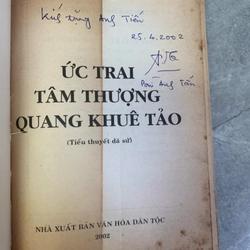 Kính tặng Anh Tiến
25.4.2002
ỨC TRAI
TÂM THƯỢNG
QUANG KHUÊ TẢO
(Tiểu thuyết dã sử)
NHÀ XUẤT BẢN VĂN HÓA DÂN TỘC
2002